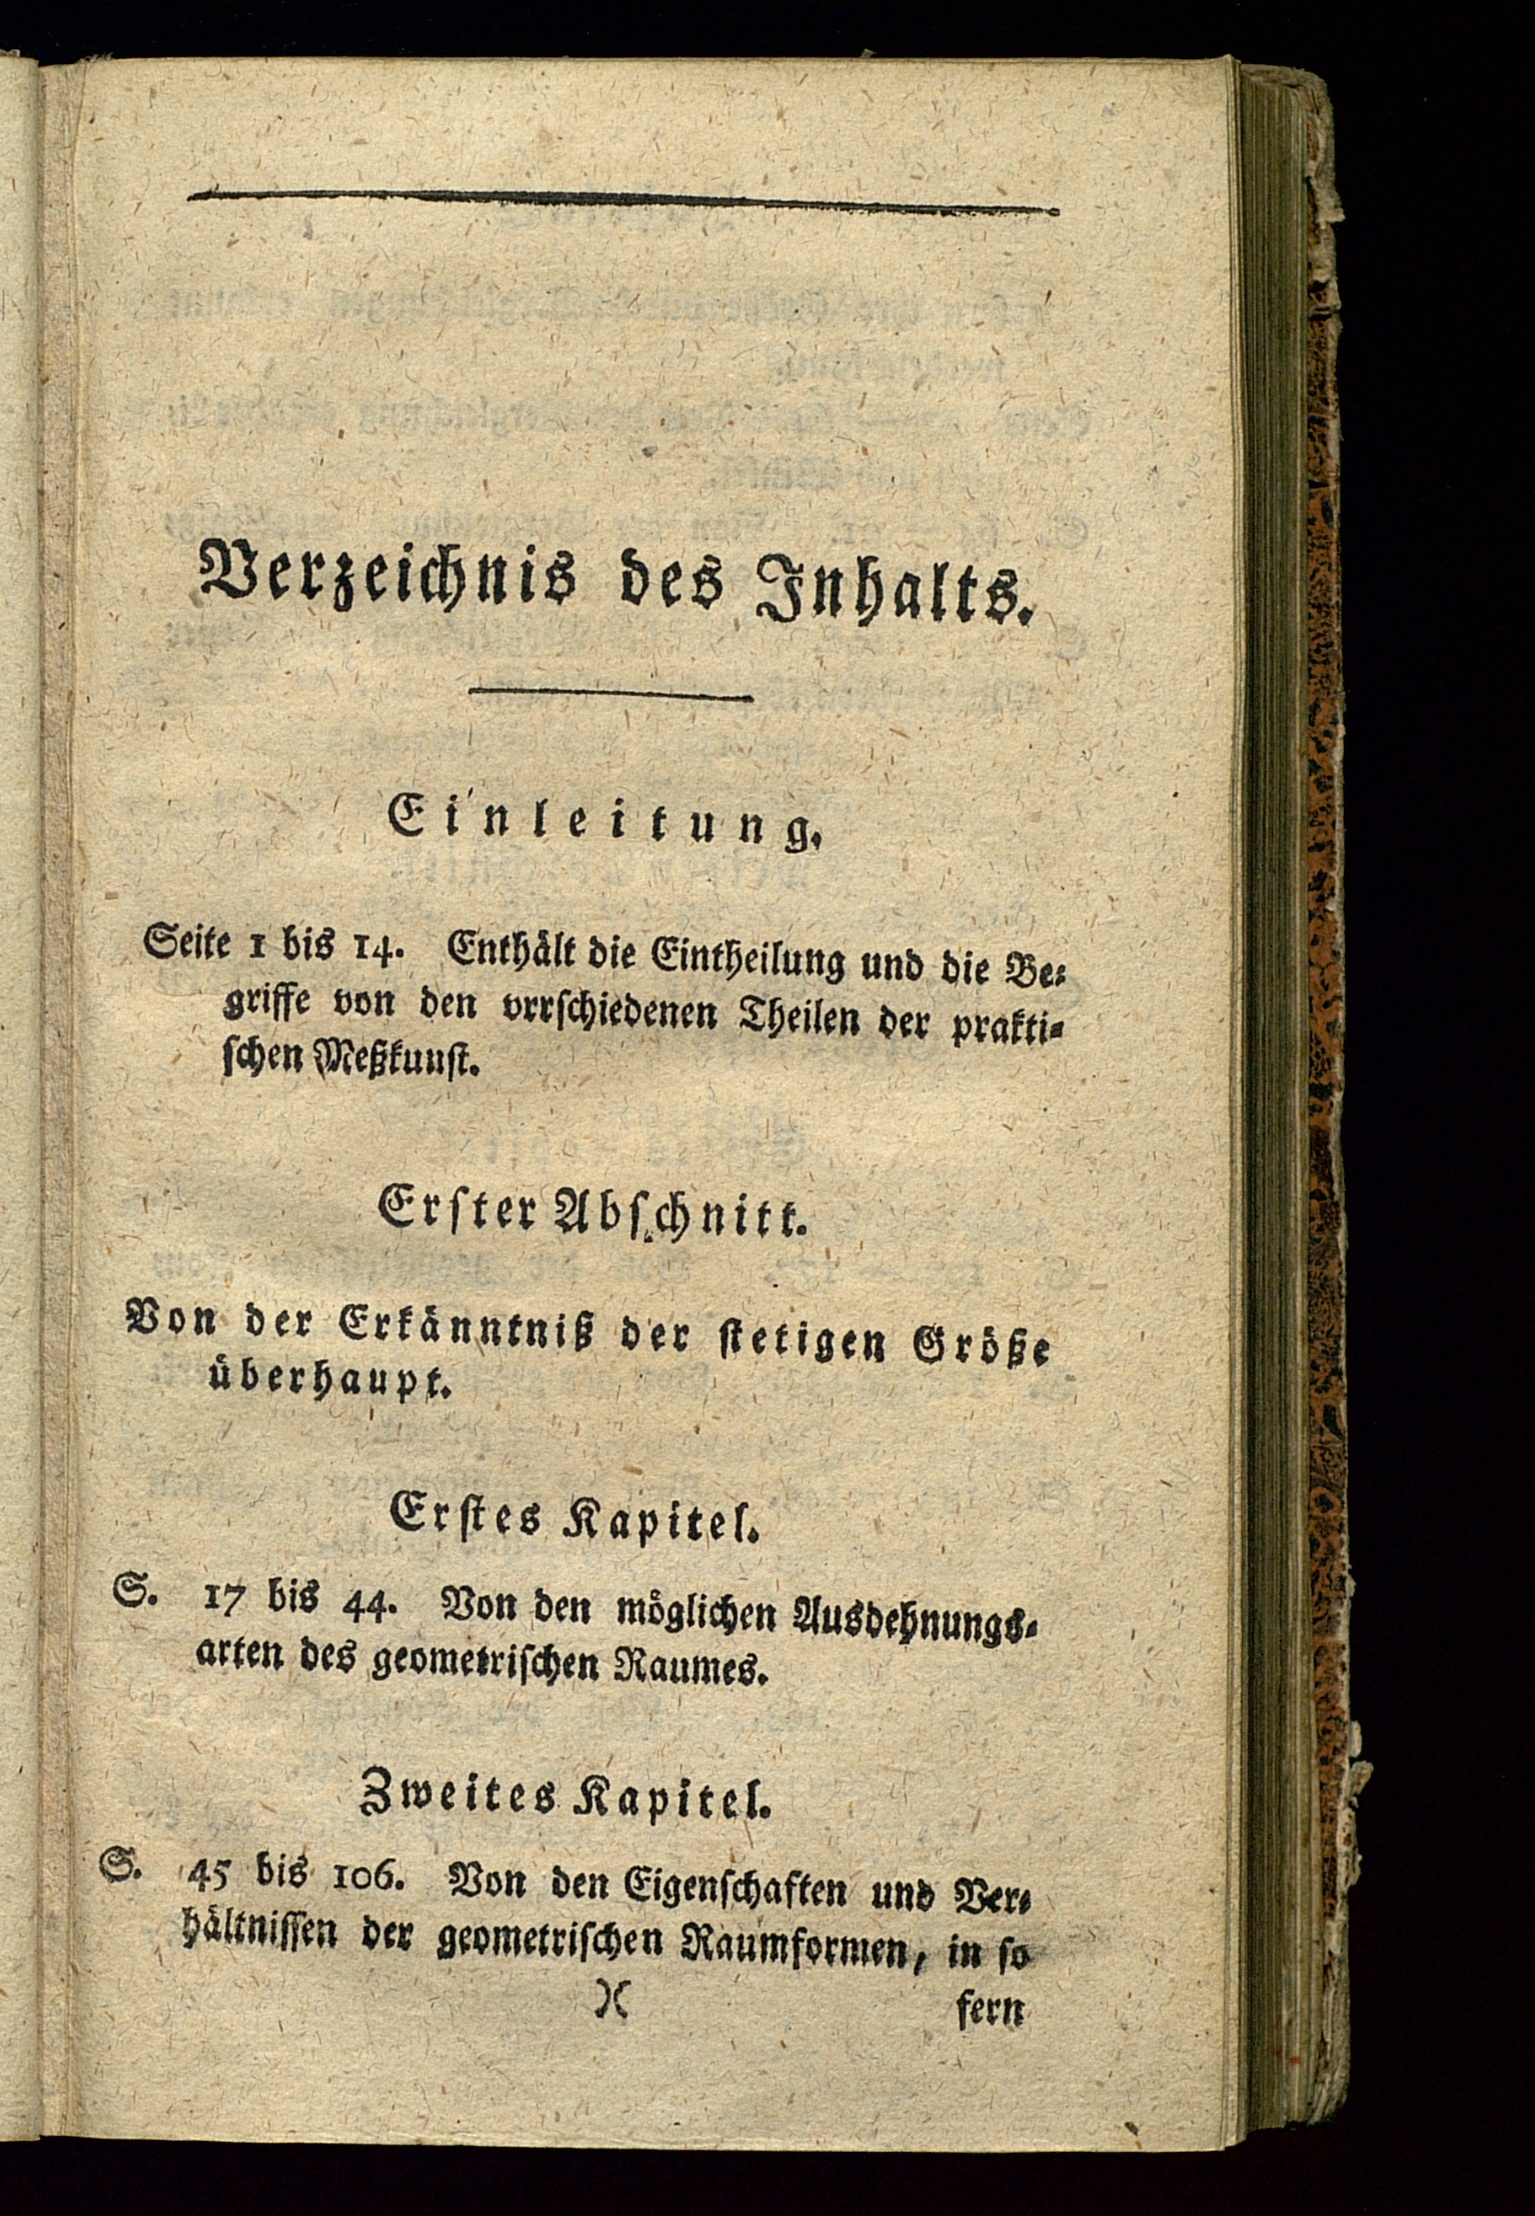 Verzeichnis des Inhalts.
Einleitung.
Seite 1 bis 14. Enthält die Eintheilung und die Be-
griffe von den vrrſchiedenen Theilen der prakti-
ſchen Meßkunſt.
Erſter Abſchnitt.
Von der Erkänntniß der ſtetigen Größe
überhaupt.
Erſtes Kapitel.
S. 17 bis 44. Von den möglichen Ausdehnungs-
arten des geometriſchen Raumes.
Zweites Kapitel.
S. 45 bis 106. Von den Eigenſchaften und Ver-
hältniſſen der geometriſchen Raumformen, in ſo
)(
fern